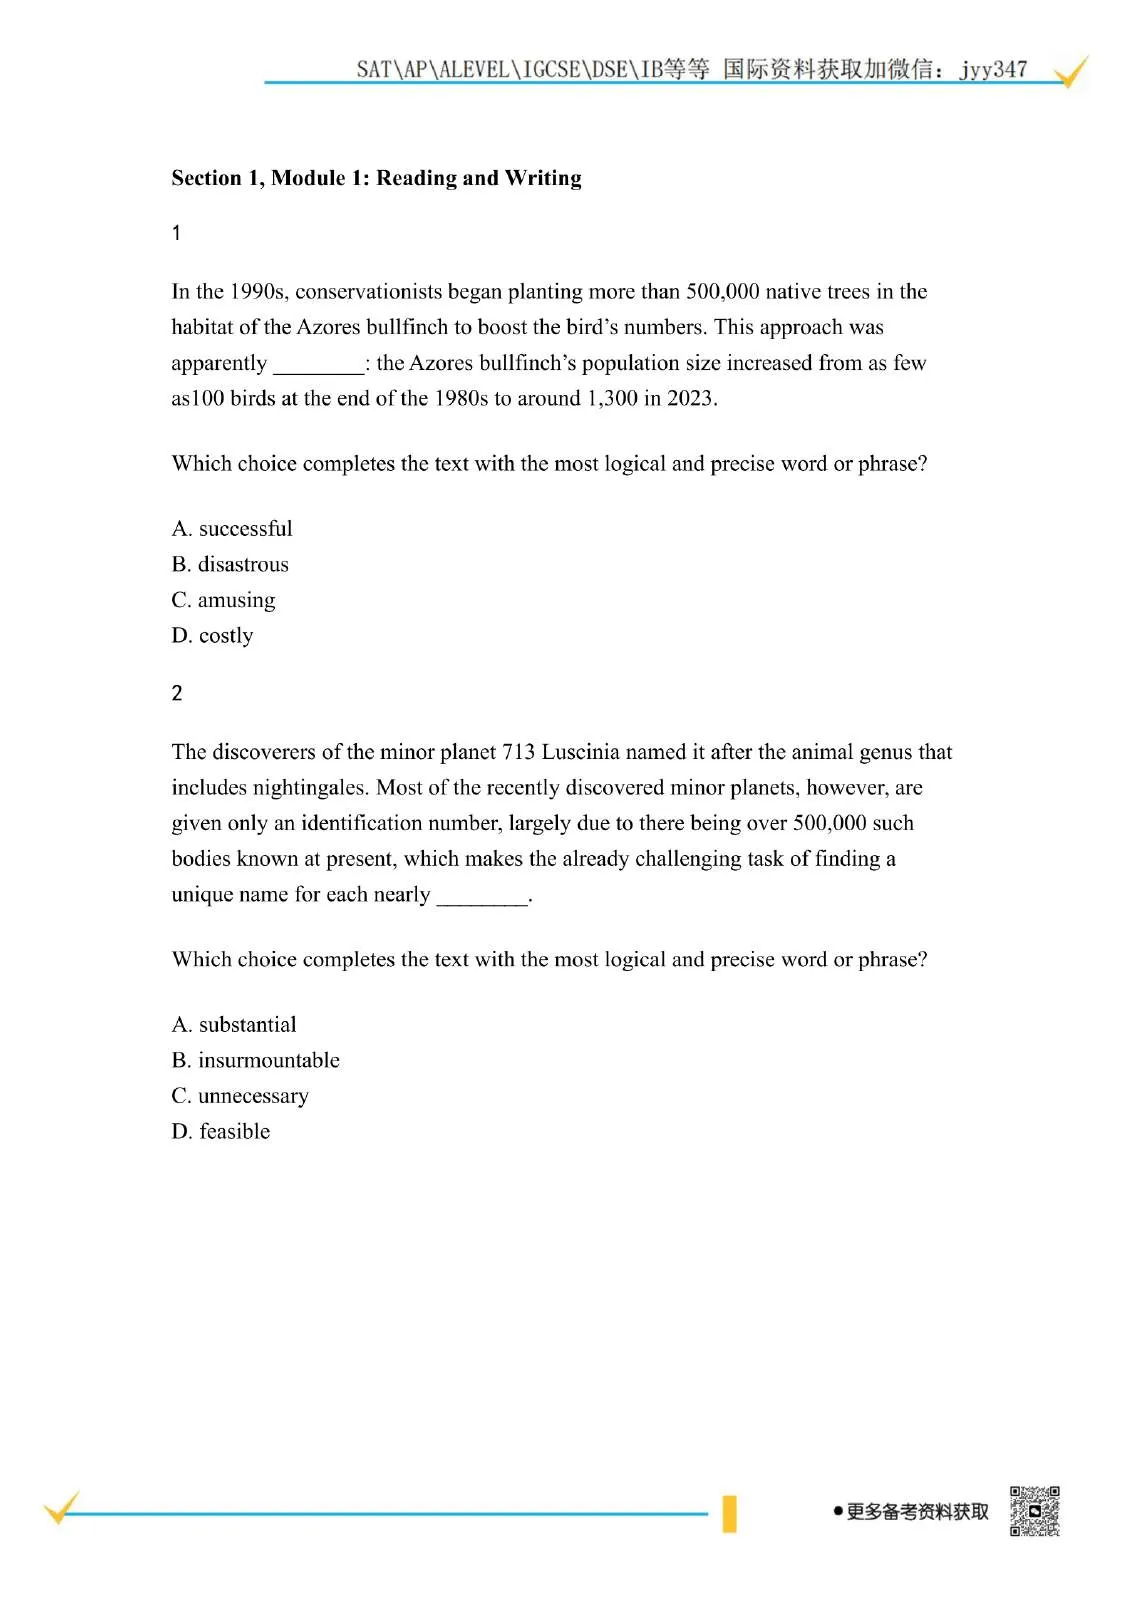 SAT\AP\ALEVEL\IGCSE\DSE\IB等等 国际资料获取加微信：jyy347
Section 1, Module 1: Reading and Writing
1
In the 1990s, conservationists began planting more than 500,000 native trees in the
habitat of the Azores bullfinch to boost the bird’s numbers. This approach was
apparently ________: the Azores bullfinch’s population size increased from as few
as100 birds at the end of the 1980s to around 1,300 in 2023.
Which choice completes the text with the most logical and precise word or phrase?
A. successful
B. disastrous
C. amusing
D. costly
2
The discoverers of the minor planet 713 Luscinia named it after the animal genus that
includes nightingales. Most of the recently discovered minor planets, however, are
given only an identification number, largely due to there being over 500,000 such
bodies known at present, which makes the already challenging task of finding a
unique name for each nearly ________.
Which choice completes the text with the most logical and precise word or phrase?
A. substantial
B. insurmountable
C. unnecessary
D. feasible
●更多备考资料获取